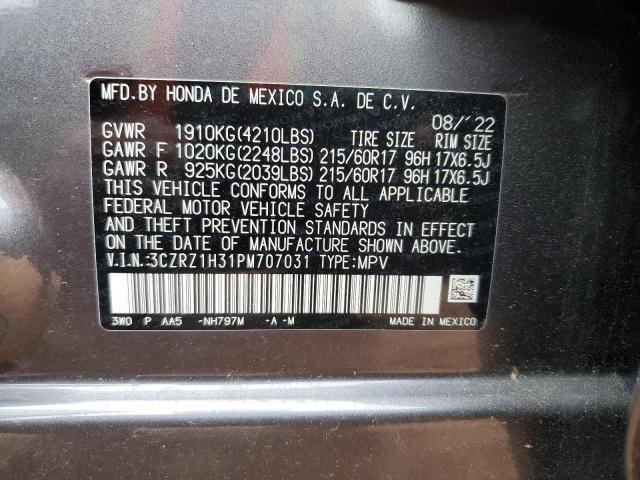 MFD.BY HONDA DE MEXICO S.A. DE C.V.
08/'22
GVWR 1910KG(4210LBS) TIRE SIZE RIM SIZE
GAWR F 1020KG(2248LBS) 215/60R17 96H 17X6.5J
GAWR R 925KG(2039LBS) 215/60R17 96H 17X6.5J
THIS VEHICLE CONFORMS TO ALL APPLICABLE
FEDERAL MOTOR VEHICLE SAFETY
AND THEFT PREVENTION STANDARDS IN EFFECT
ON THE DATE OF MANUFACTURE SHOWN ABOVE.
V.I.N.:3CZRZ1H31PM707031 TYPE:MPV
3W0 P AA5 -NH797M -A -M MADE IN MEXICO